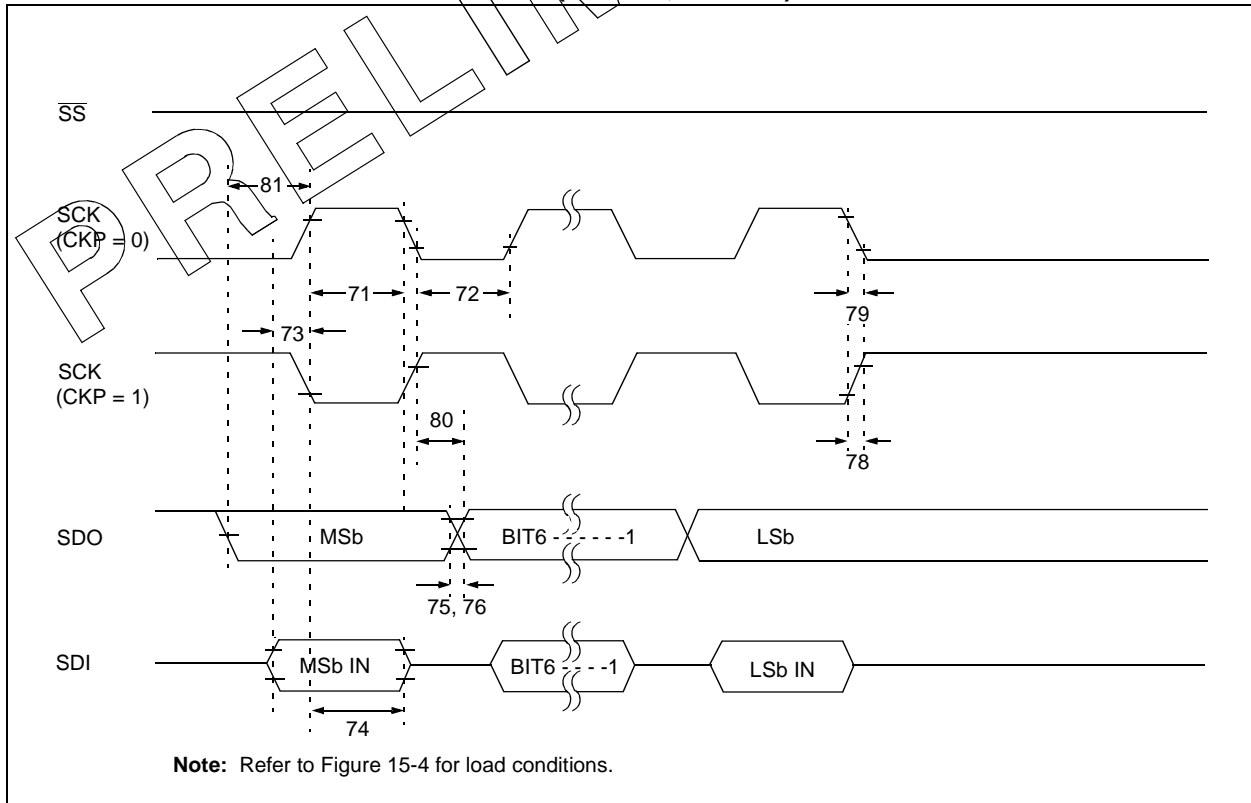 PRELIM
SS
81
SCK
(CKP = 0)
71
72
79
73
SCK
(CKP = 1)
80
78
SDO
MSb
BIT6 - - - - - -1
LSb
75, 76
SDI
MSb IN
BIT6 - - - - -1
LSb IN
74
Note: Refer to Figure 15-4 for load conditions.